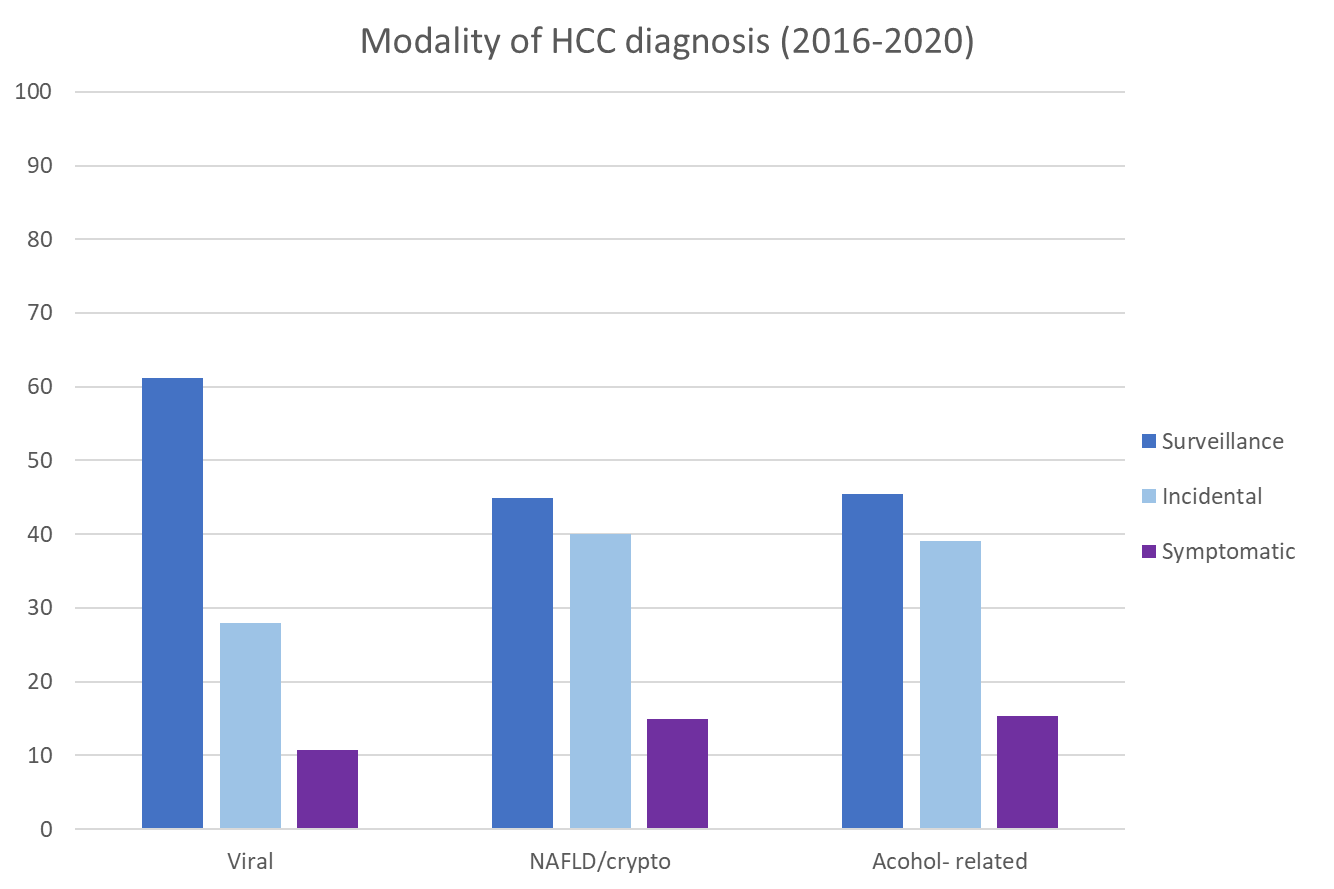 Modality of HCC diagnosis (2016-2020)
100
90
80
70
60
50
40
30
20
10
0
Viral
NAFLD/crypto
Acohol- related
Surveillance
Incidental
Symptomatic